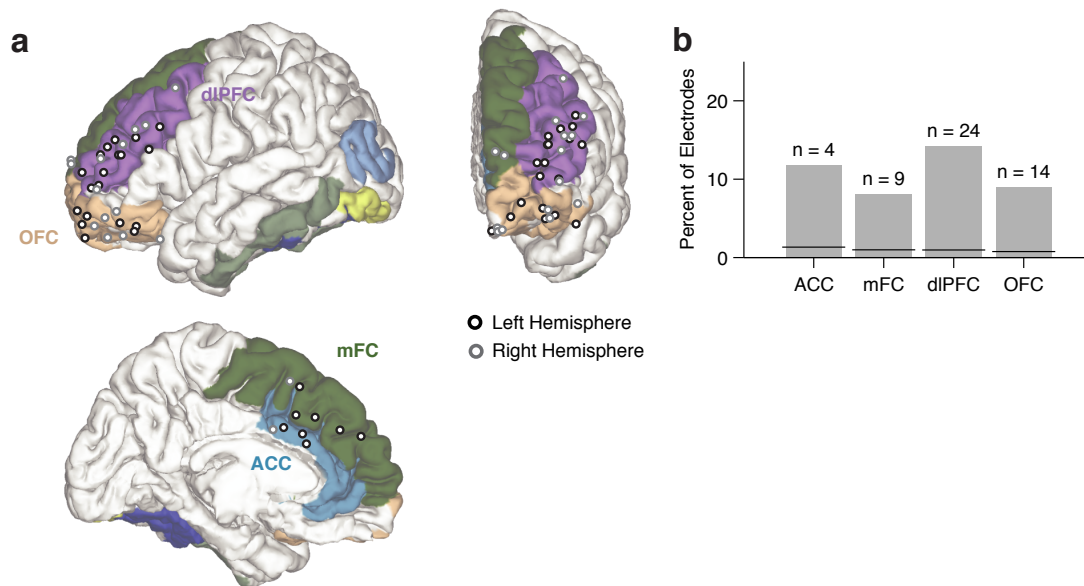 a
dlPFC
OFC
mFC
ACC
Left Hemisphere
Right Hemisphere
b
Percent of Electrodes
20
10
0
n = 4
n = 9
n = 24
n = 14
ACC
mFC
dlPFC
OFC